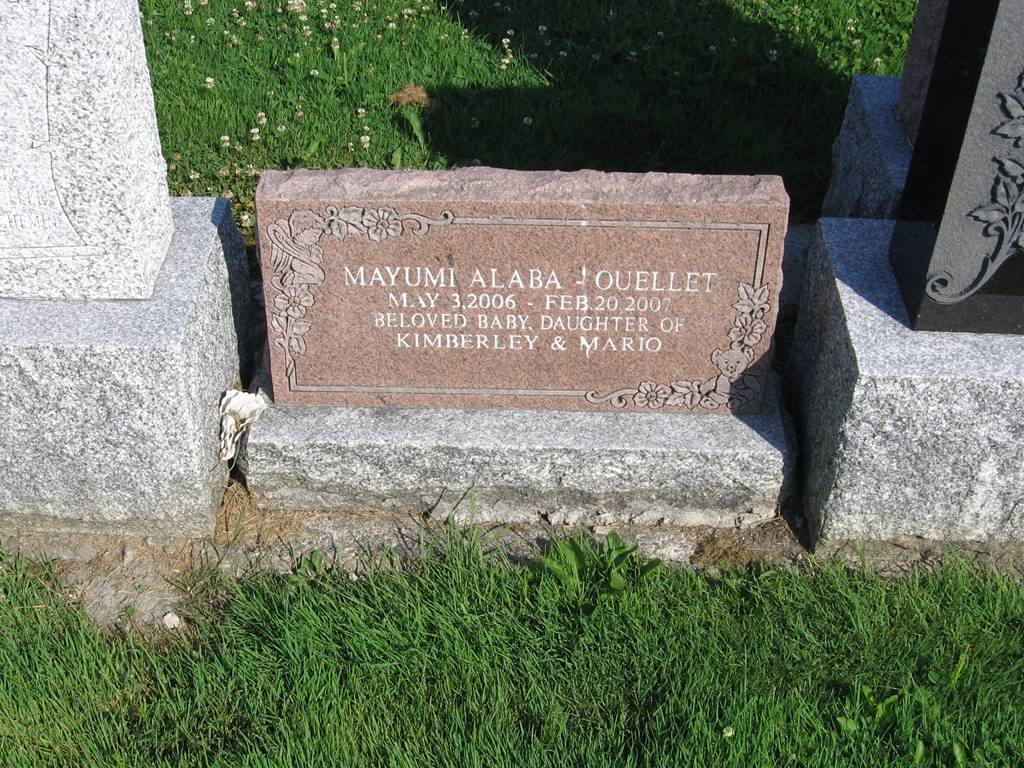 MAYUMI ALABA - OUELLET
MAY 3, 2006 - FEB. 20, 2007
BELOVED BABY, DAUGHTER OF
KIMBERLEY & MARIO